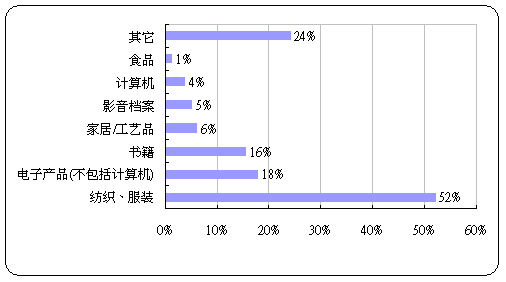 其它 24%
食品 1%
计算机 4%
影音档案 5%
家居/工艺品 6%
书籍 16%
电子产品(不包括计算机) 18%
纺织、服装 52%
0% 10% 20% 30% 40% 50% 60%